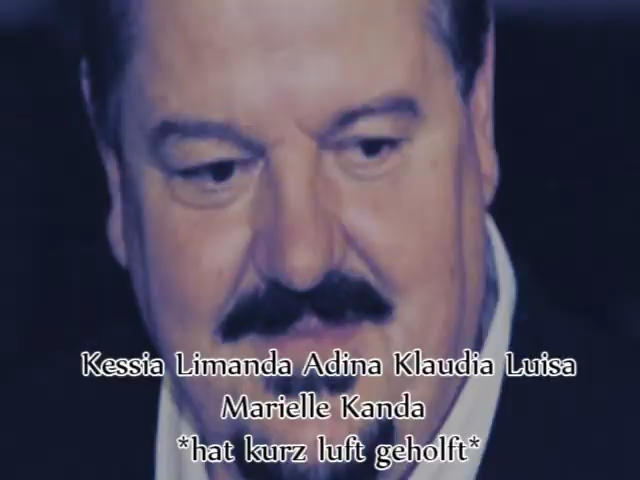 Kessia Limanda Adina Klaudia Luisa
Marielle Kanda
*hat kurz luft geholft*